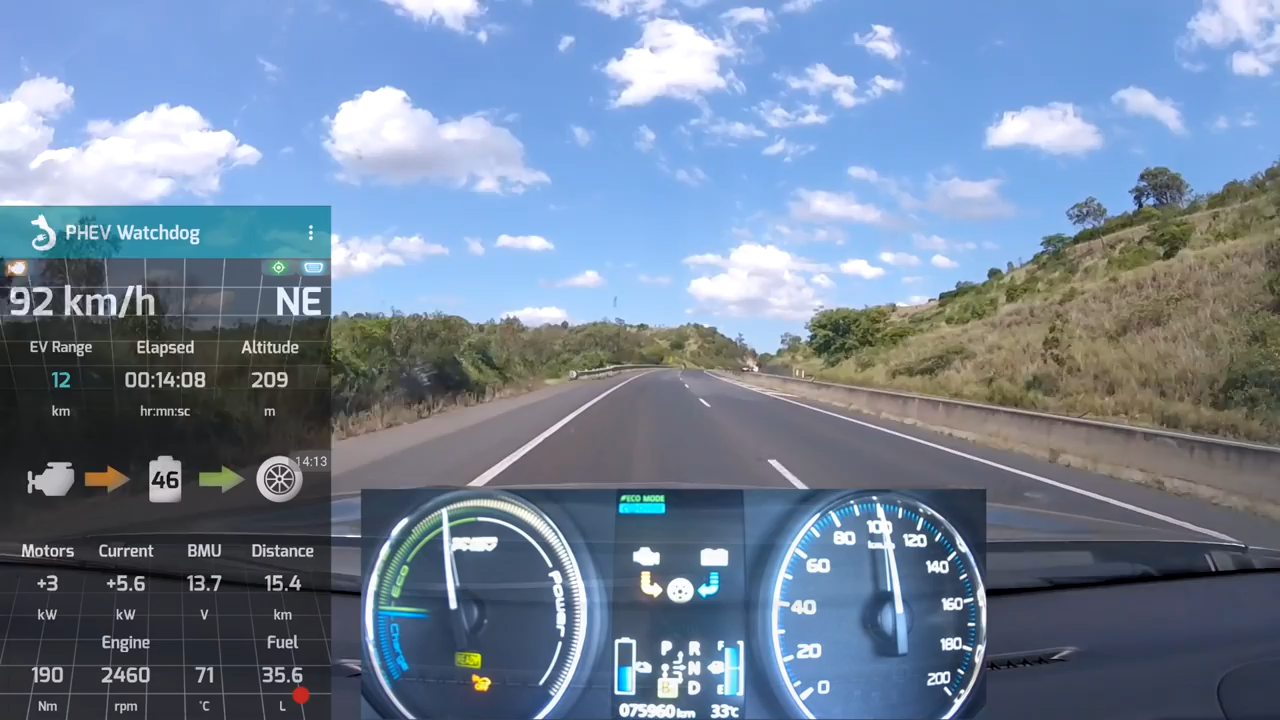 PHEV Watchdog
92 km/h NE
EV Range Elapsed Altitude
12 00:14:08 209
km hr:mn:sc m
46 14:13
Motors Current BMU Distance
+3 +5.6 13.7 15.4
kW kW V km
Engine Fuel
190 2460 71 35.6
Nm rpm °C L
ECO MODE
Eco
Power
Charge
READY
P R
N
B D
F
E
075960 km 33°C
0
20
40
60
80
100
120
140
160
180
200
km/h